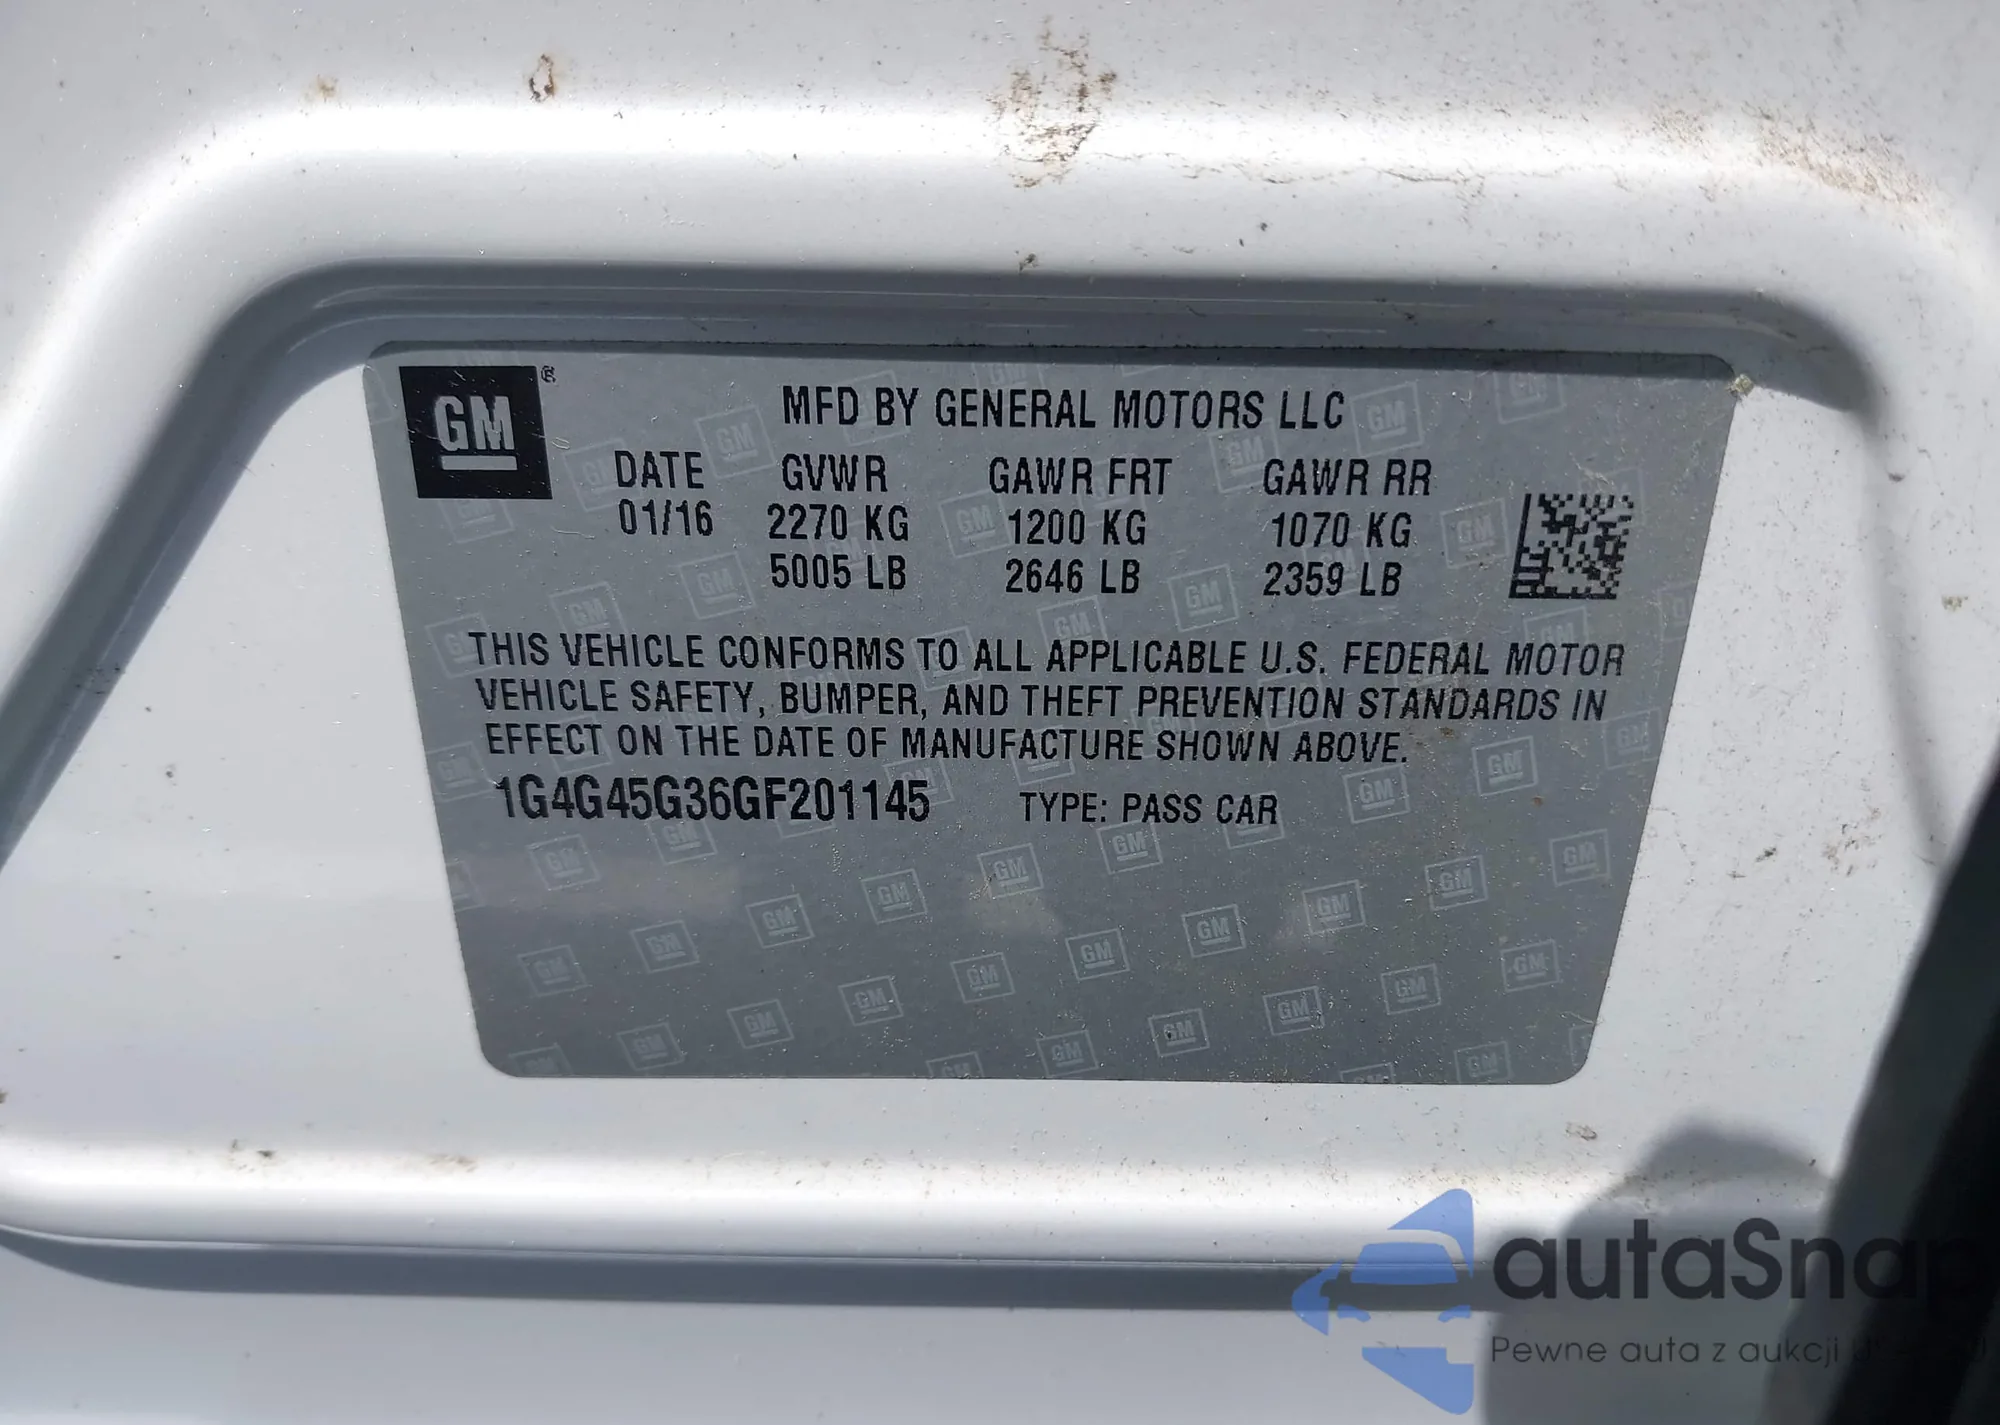 GM ®
MFD BY GENERAL MOTORS LLC
DATE GVWR GAWR FRT GAWR RR
01/16 2270 KG 1200 KG 1070 KG
5005 LB 2646 LB 2359 LB
THIS VEHICLE CONFORMS TO ALL APPLICABLE U.S. FEDERAL MOTOR
VEHICLE SAFETY, BUMPER, AND THEFT PREVENTION STANDARDS IN
EFFECT ON THE DATE OF MANUFACTURE SHOWN ABOVE.
1G4G45G36GF201145 TYPE: PASS CAR
autaSnap
Pewne auta z aukcji